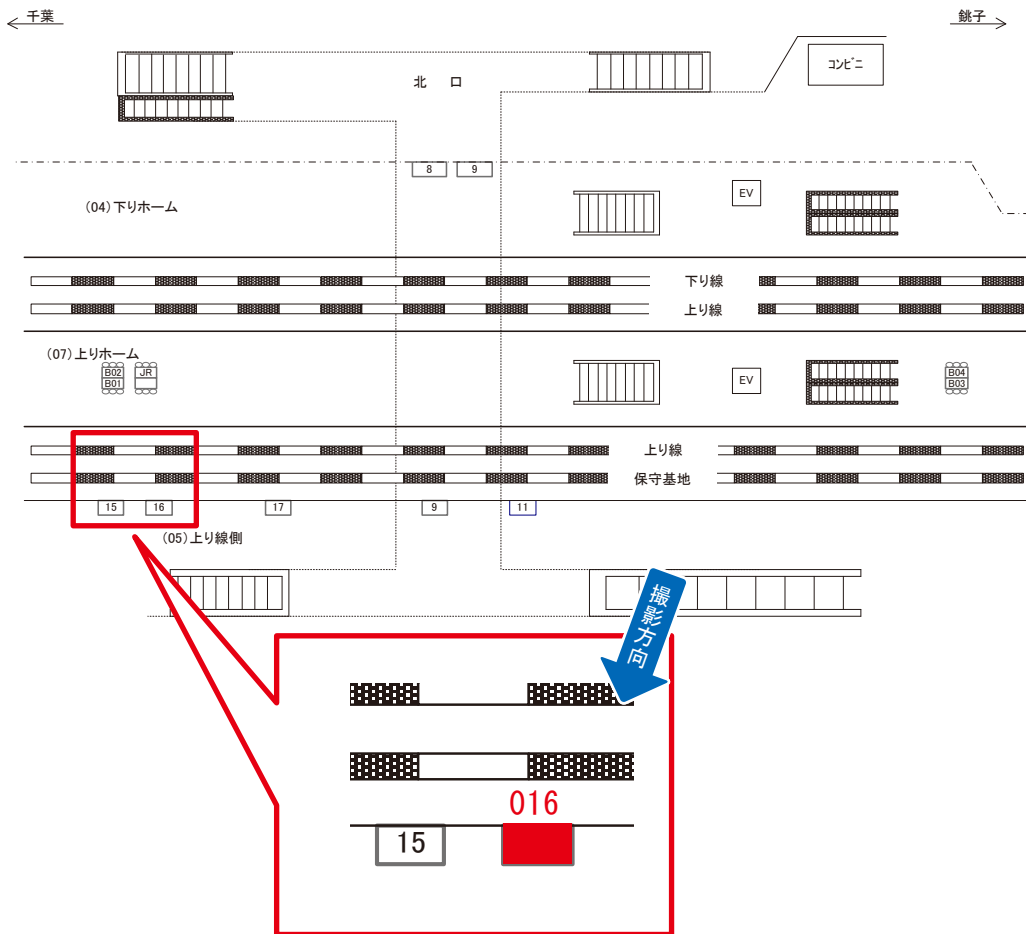 千葉
銚子
コンビニ
北 口
8
9
EV
(04)下りホーム
下り線
上り線
(07)上りホーム
B02
B01
JR
EV
B04
B03
上り線
保守基地
15
16
17
9
11
(05)上り線側
撮影方向
016
15